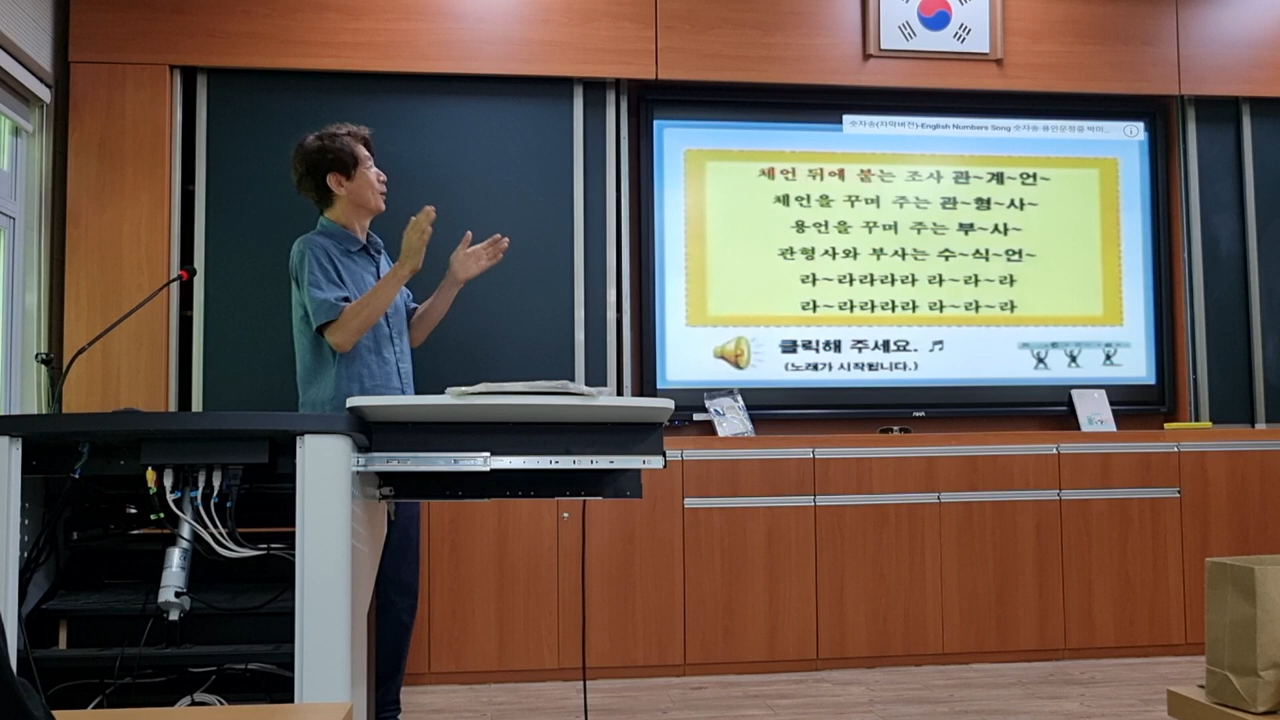 숫자송(자막버전)-English Numbers Song 숫자송 용인문정중 박미...
체언 뒤에 붙는 조사 관~계~언~
체언을 꾸며 주는 관~형~사~
용언을 꾸며 주는 부~사~
관형사와 부사는 수~식~언~
라~라라라라 라~라~라
라~라라라라 라~라~라
클릭해 주세요. ♬
(노래가 시작됩니다.)
AHA